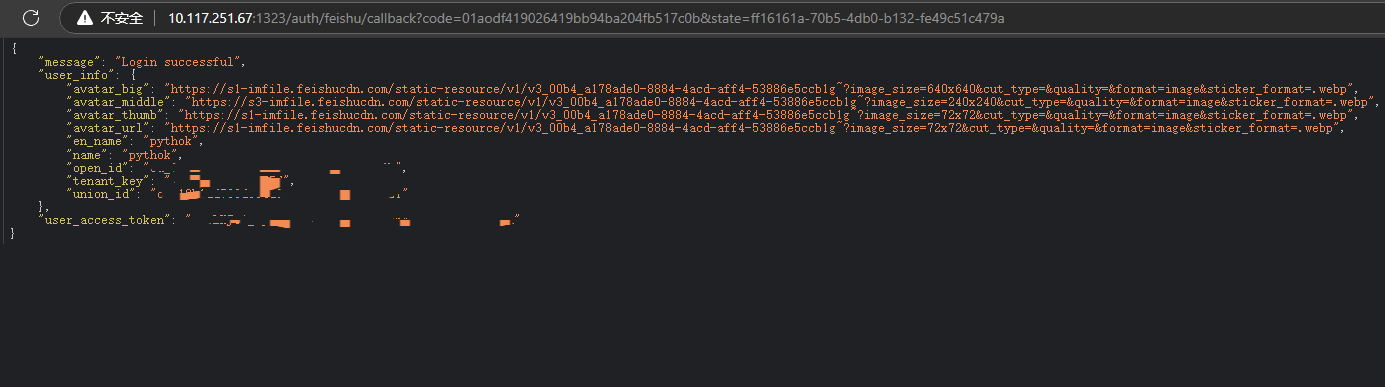 不安全 10.117.251.67:1323/auth/feishu/callback?code=01aodf419026419bb94ba204fb517c0b&state=ff16161a-70b5-4db0-b132-fe49c51c479a
{
"message": "Login successful",
"user_info": {
"avatar_big": "https://s1-imfile.feishucdn.com/static-resource/v1/v3_00b4_a178ade0-8884-4acd-aff4-53886e5ccb1g~?image_size=640x640&cut_type=&quality=&format=image&sticker_format=.webp",
"avatar_middle": "https://s3-imfile.feishucdn.com/static-resource/v1/v3_00b4_a178ade0-8884-4acd-aff4-53886e5ccb1g~?image_size=240x240&cut_type=&quality=&format=image&sticker_format=.webp",
"avatar_thumb": "https://s1-imfile.feishucdn.com/static-resource/v1/v3_00b4_a178ade0-8884-4acd-aff4-53886e5ccb1g~?image_size=72x72&cut_type=&quality=&format=image&sticker_format=.webp",
"avatar_url": "https://s1-imfile.feishucdn.com/static-resource/v1/v3_00b4_a178ade0-8884-4acd-aff4-53886e5ccb1g~?image_size=72x72&cut_type=&quality=&format=image&sticker_format=.webp",
"en_name": "pythok",
"name": "pythok",
"open_id":
"tenant_key":
"union_id":
},
"user_access_token":
}